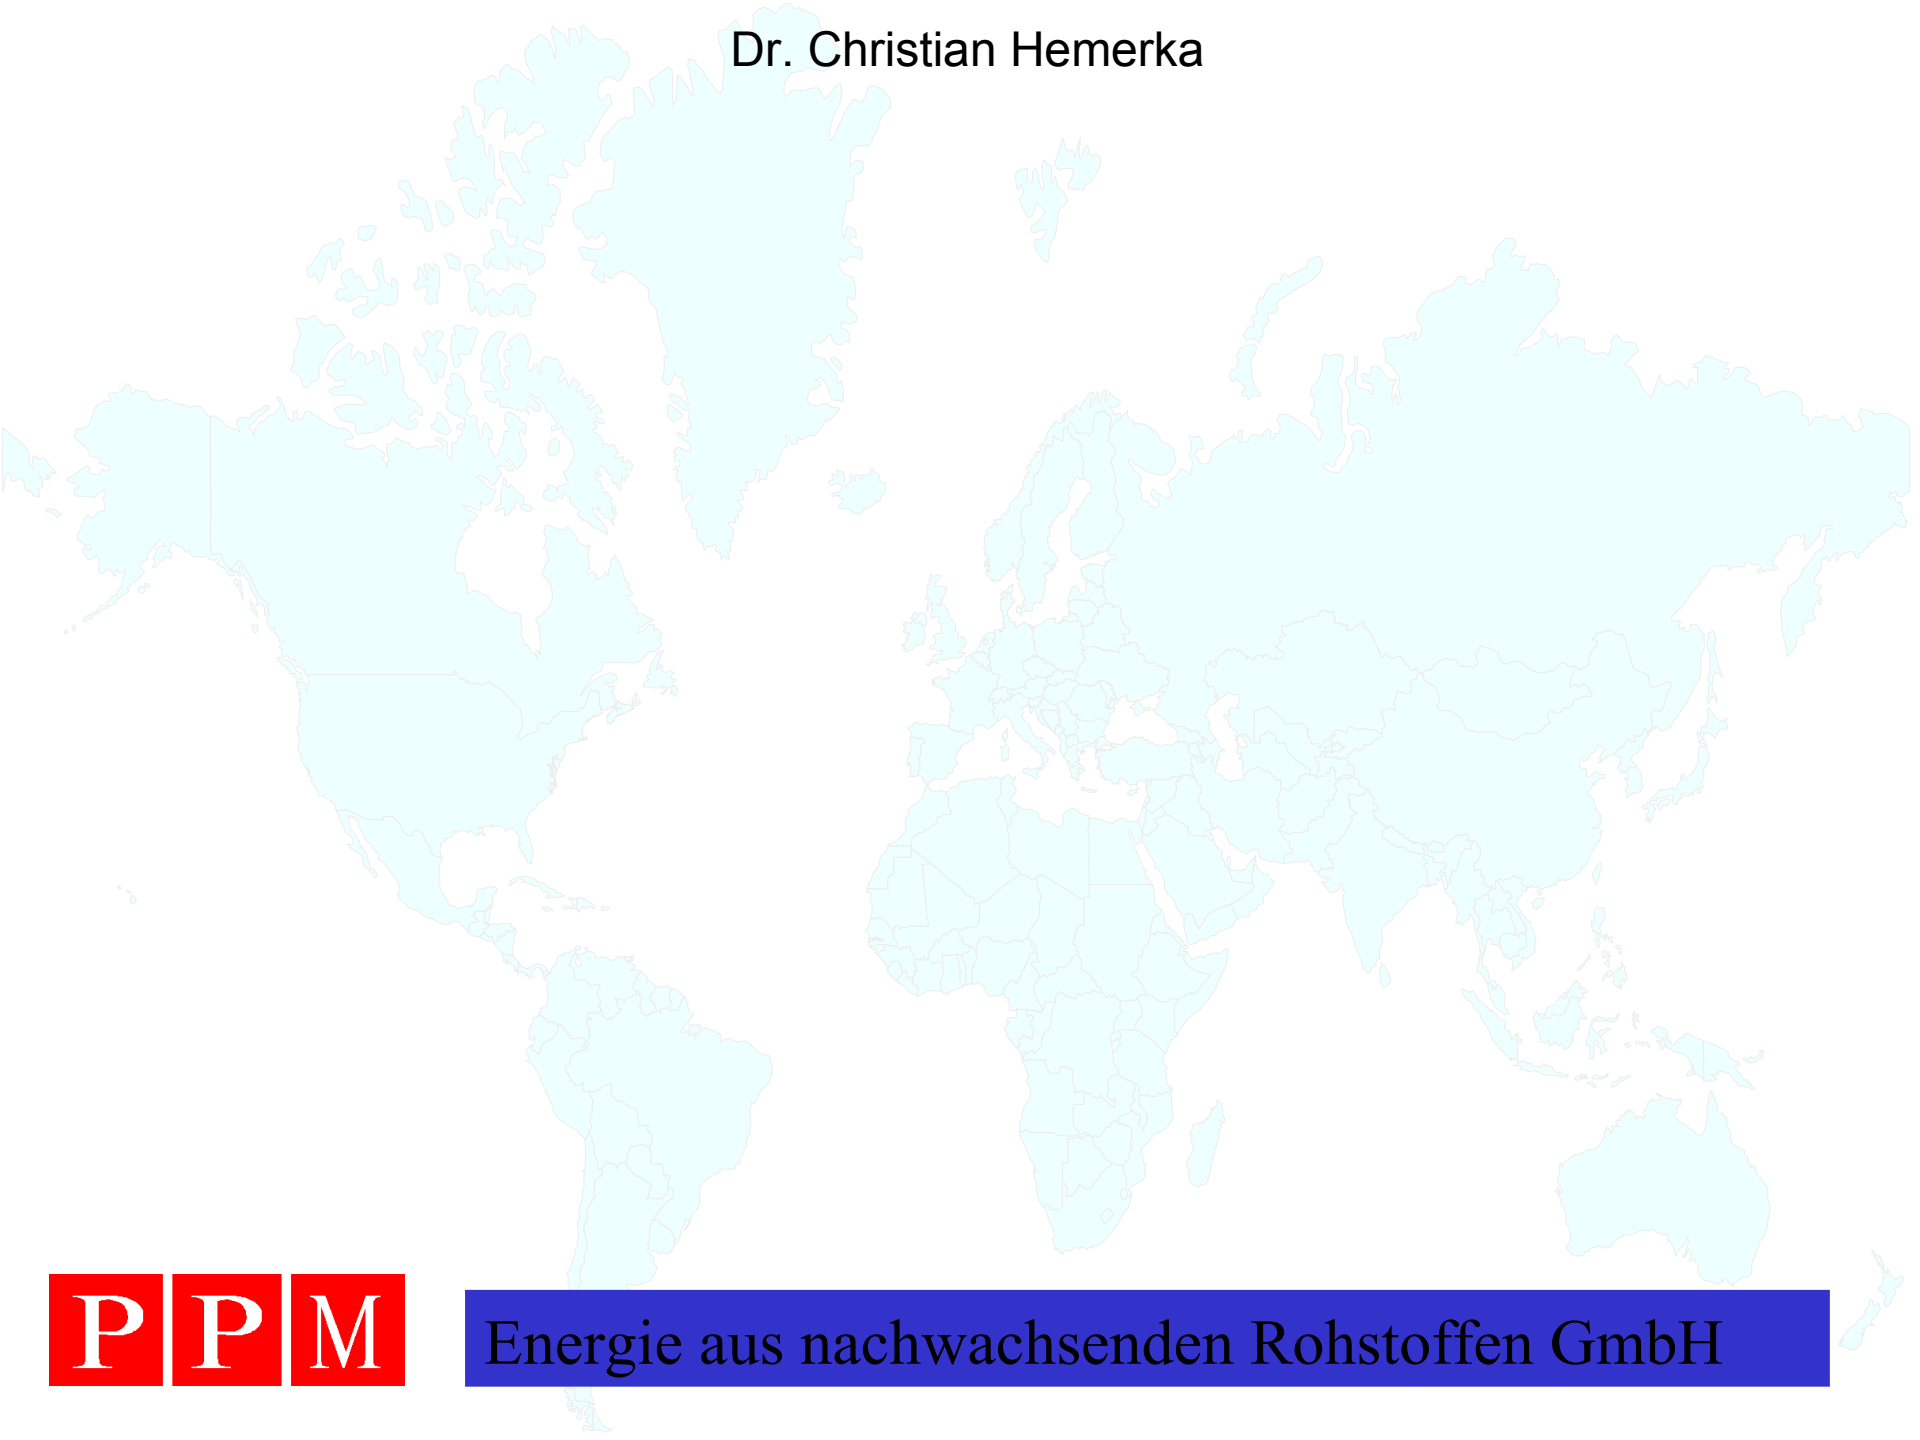 Dr. Christian Hemerka
PPM
Energie aus nachwachsenden Rohstoffen GmbH